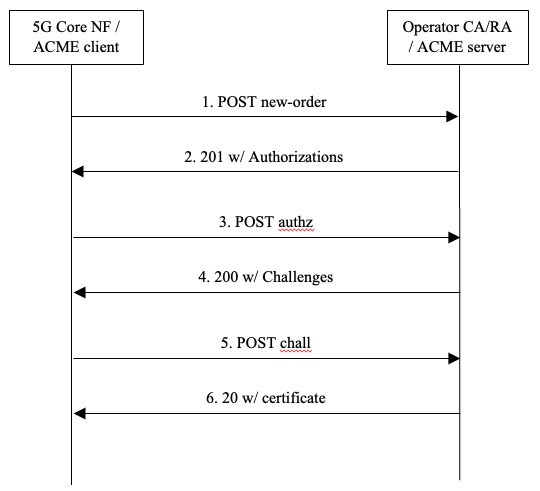 5G Core NF /
ACME client
Operator CA/RA
/ ACME server
1. POST new-order
2. 201 w/ Authorizations
3. POST authz
4. 200 w/ Challenges
5. POST chall
6. 20 w/ certificate